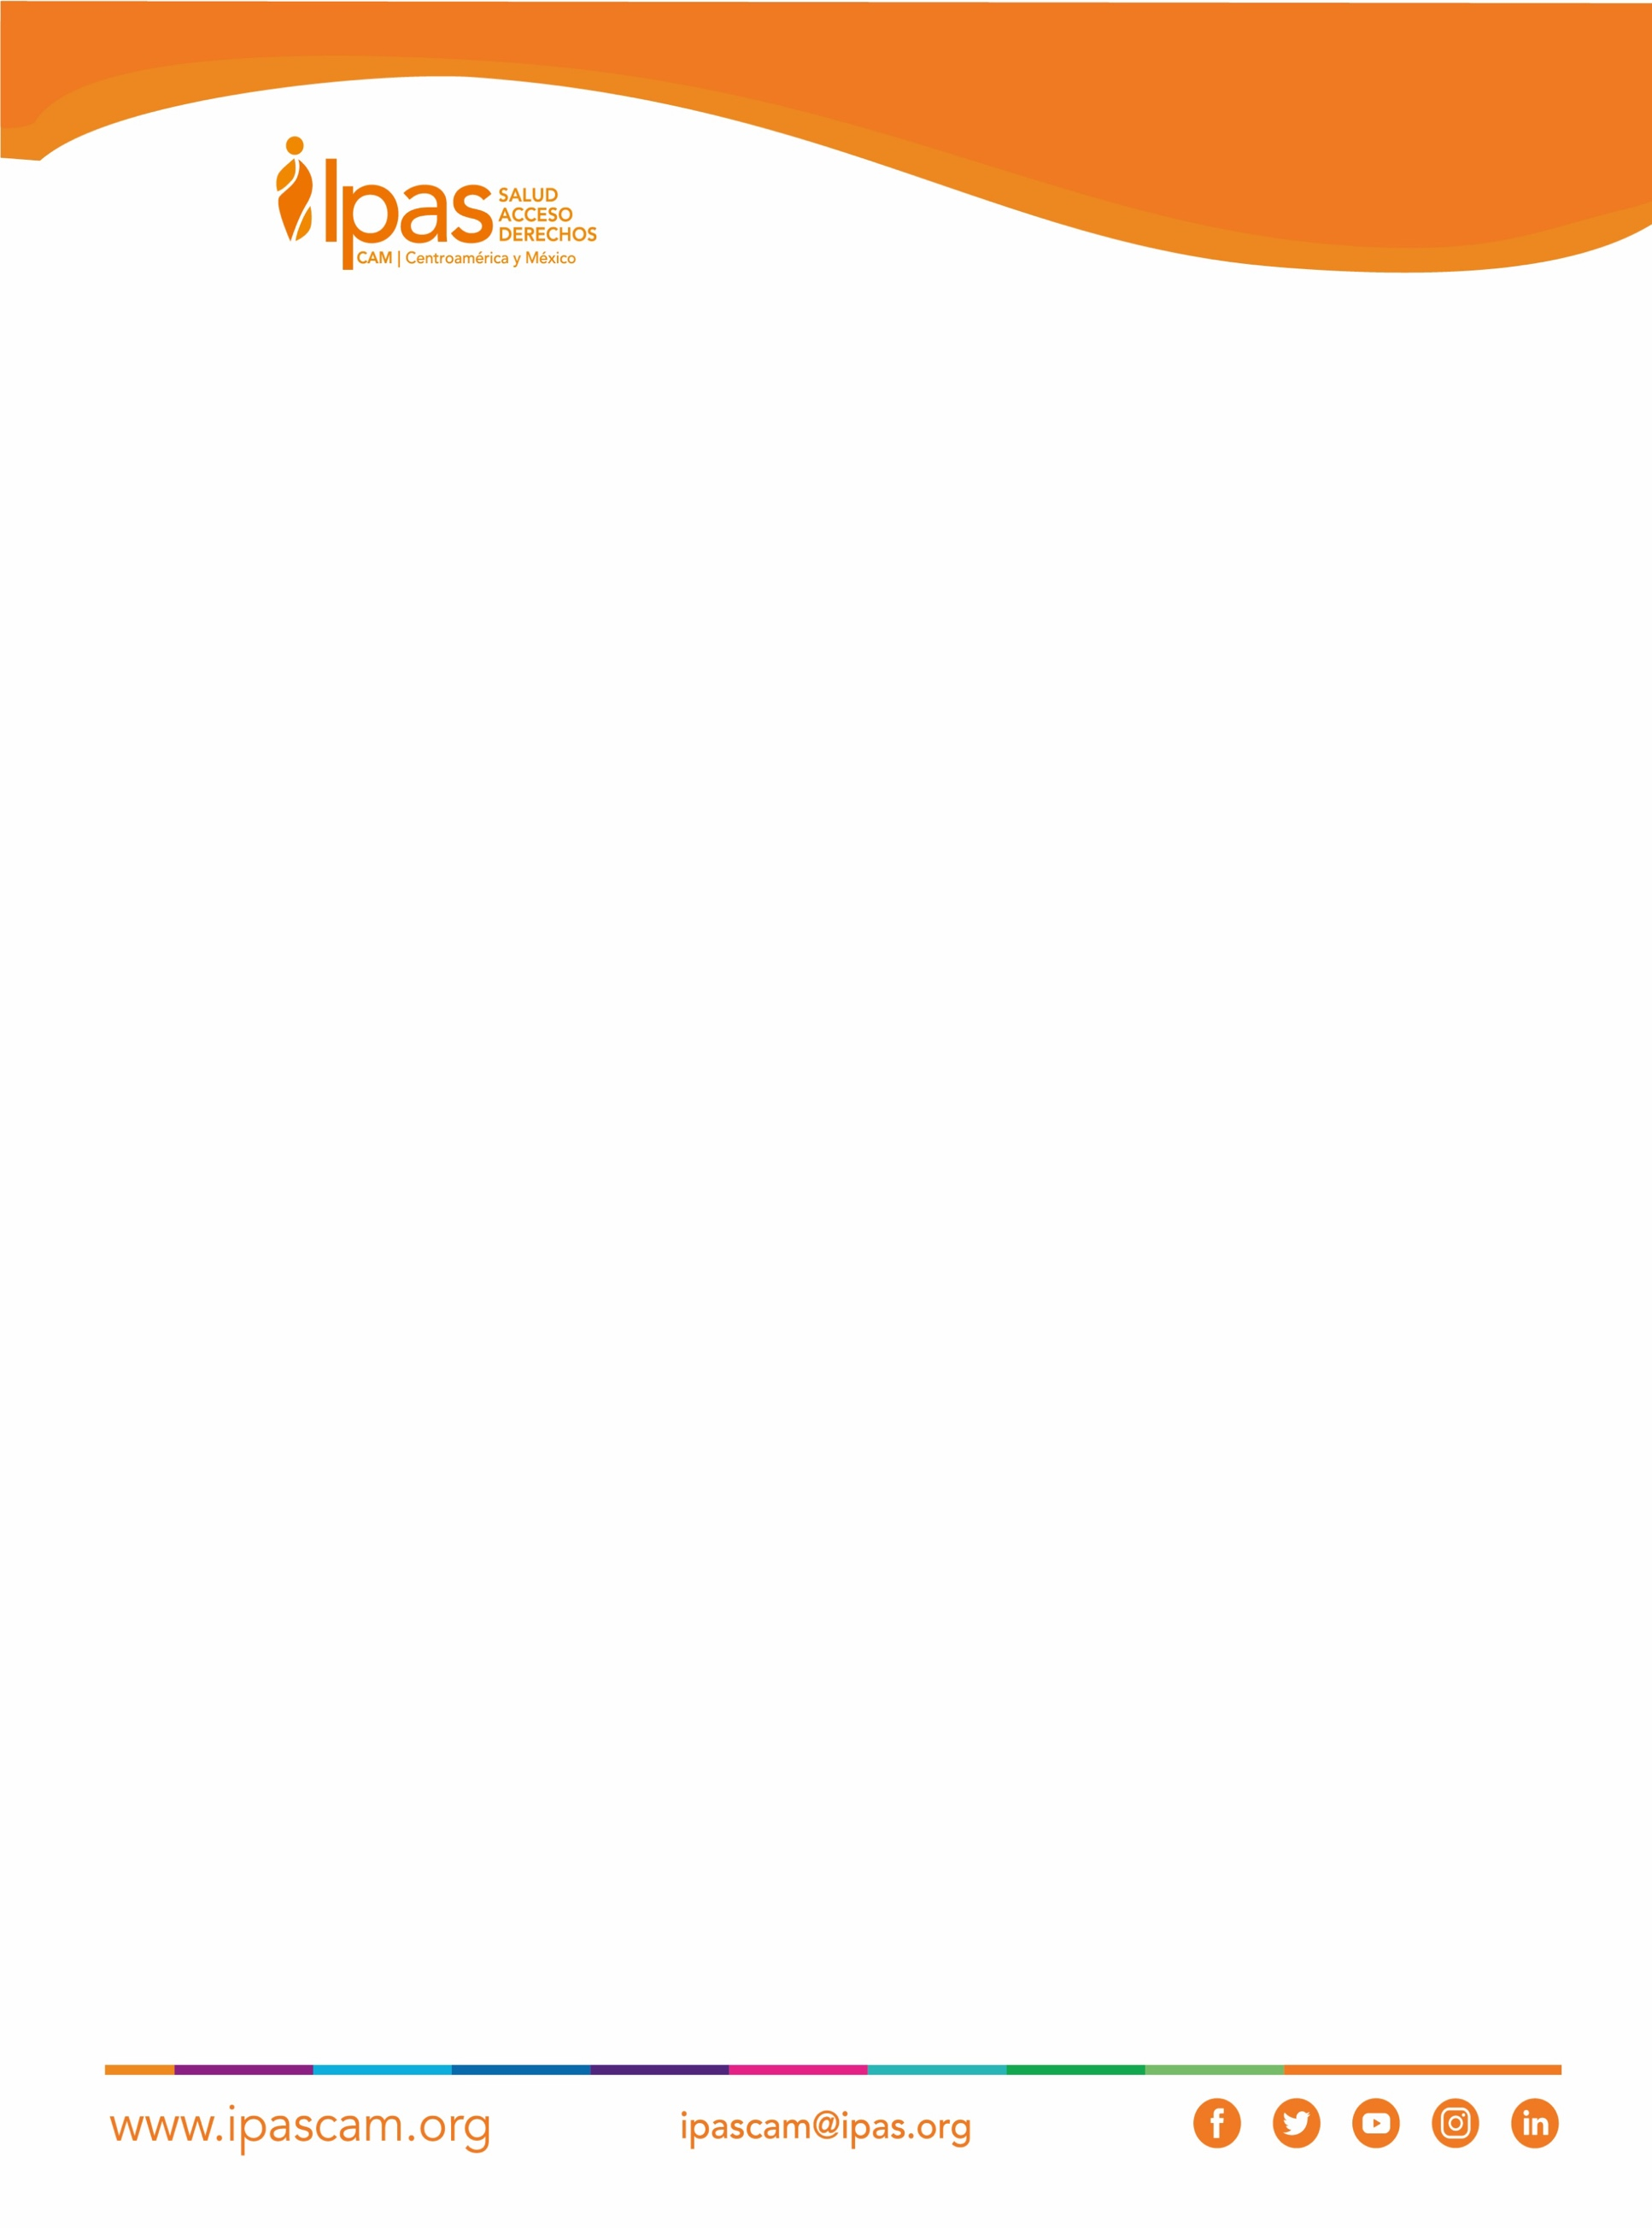 Ipas
SALUD
ACCESO
DERECHOS
CAM | Centroamérica y México
www.ipascam.org
ipascam@ipas.org